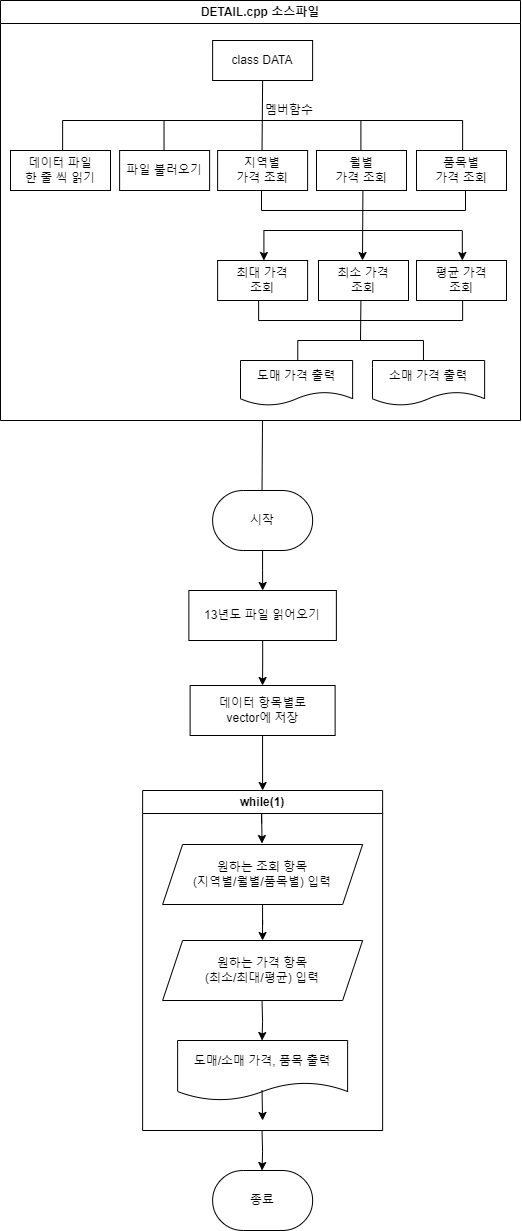 DETAIL.cpp 소스파일
class DATA
멤버함수
데이터 파일
한 줄 씩 읽기
파일 불러오기
지역별
가격 조회
월별
가격 조회
품목별
가격 조회
최대 가격
조회
최소 가격
조회
평균 가격
조회
도매 가격 출력
소매 가격 출력
시작
13년도 파일 읽어오기
데이터 항목별로
vector에 저장
while(1)
원하는 조회 항목
(지역별/월별/품목별) 입력
원하는 가격 항목
(최소/최대/평균) 입력
도매/소매 가격, 품목 출력
종료